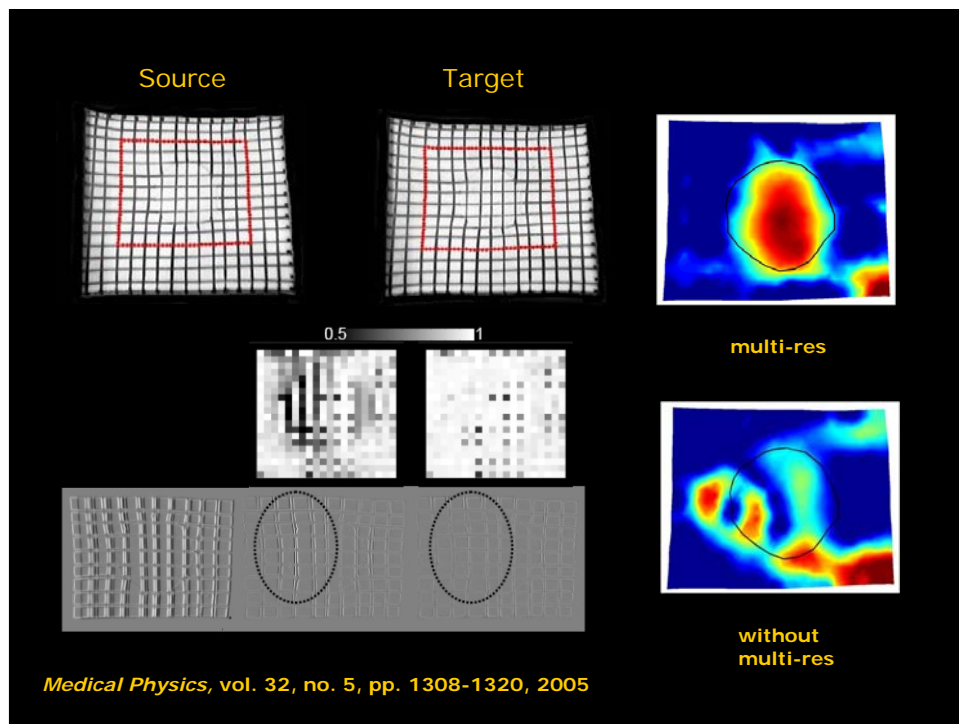 Source
Target
0.5
1
multi-res
without
multi-res
Medical Physics, vol. 32, no. 5, pp. 1308-1320, 2005